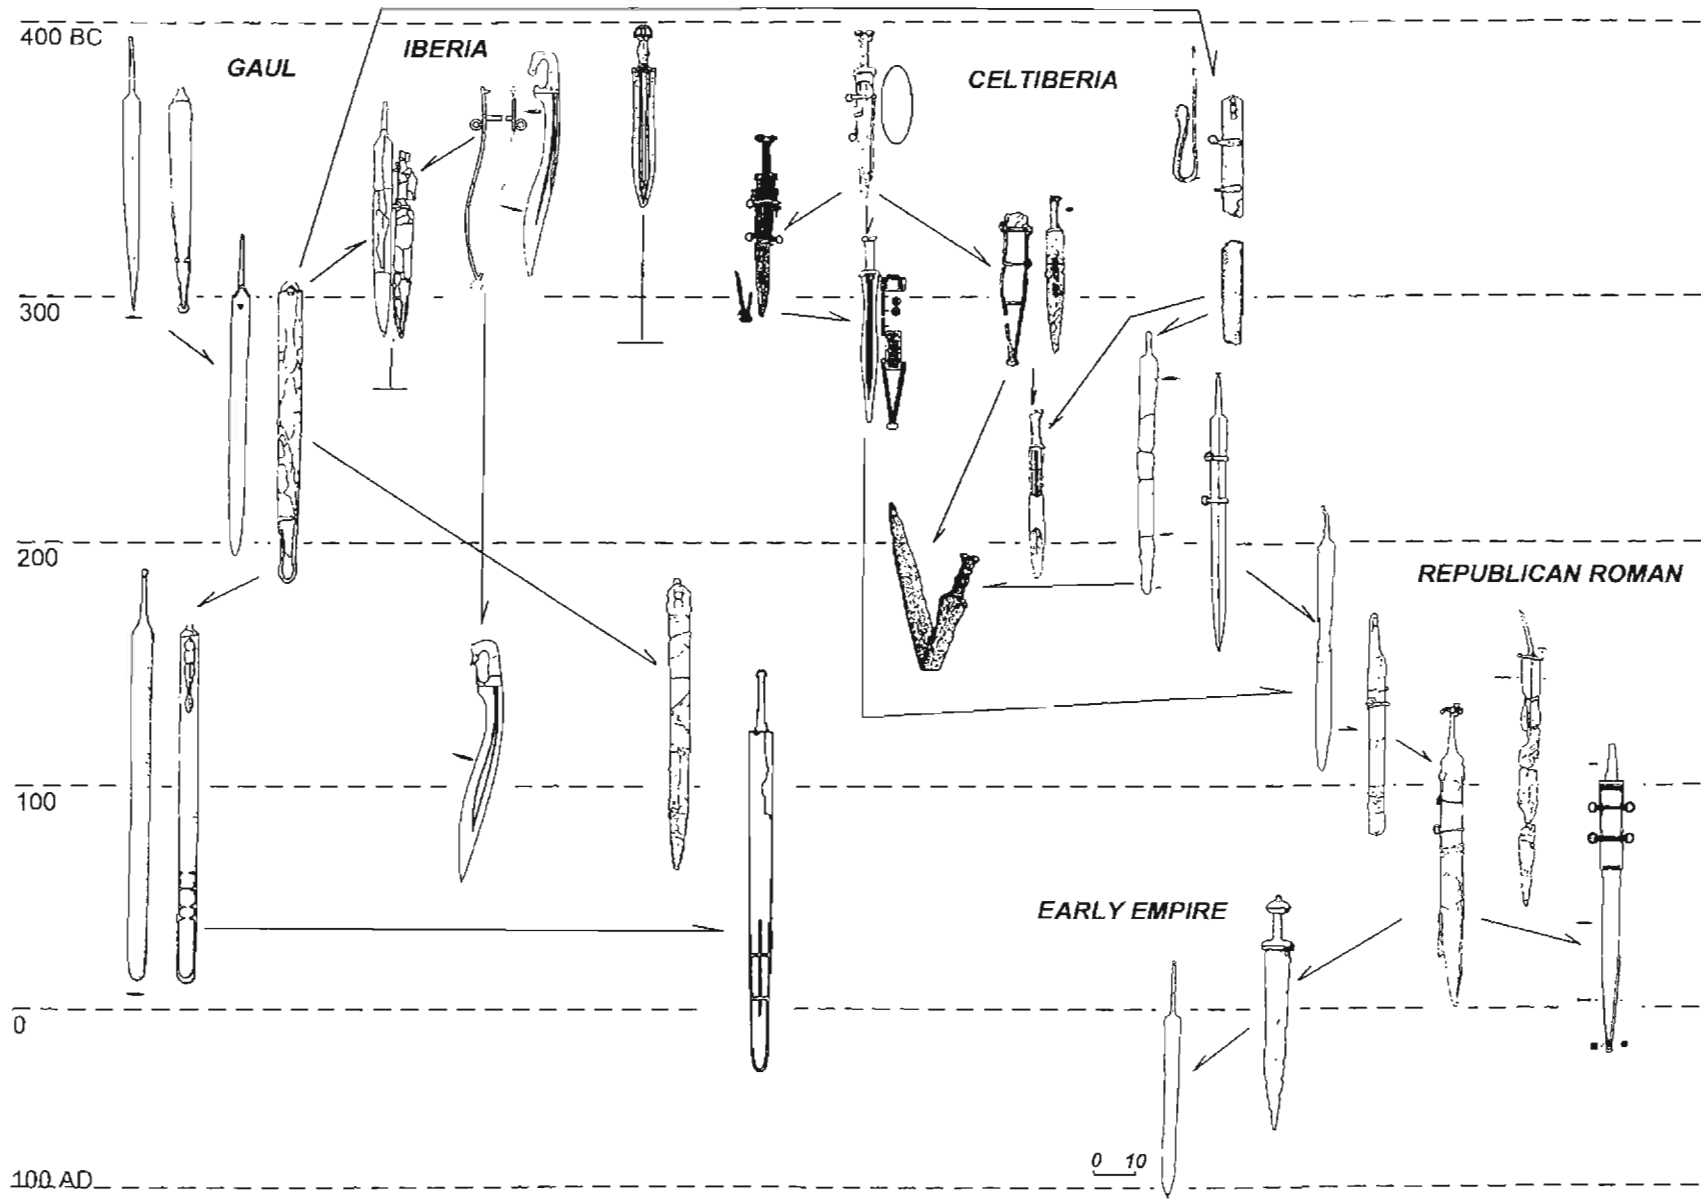 400 BC
GAUL
IBERIA
CELTIBERIA
300
200
REPUBLICAN ROMAN
100
EARLY EMPIRE
0
0 10
100 AD